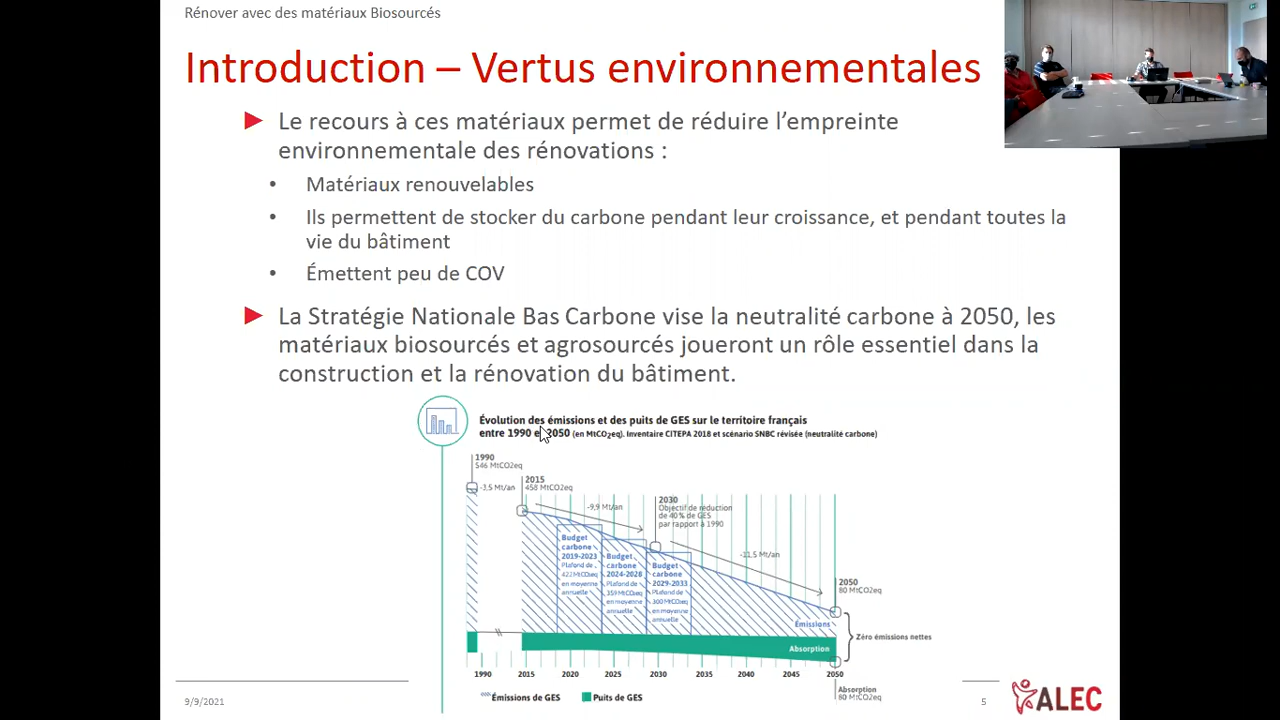 Rénover avec des matériaux Biosourcés
Introduction – Vertus environnementales
Le recours à ces matériaux permet de réduire l’empreinte
environnementale des rénovations :
• Matériaux renouvelables
• Ils permettent de stocker du carbone pendant leur croissance, et pendant toutes la
vie du bâtiment
• Émettent peu de COV
La Stratégie Nationale Bas Carbone vise la neutralité carbone à 2050, les
matériaux biosourcés et agrosourcés joueront un rôle essentiel dans la
construction et la rénovation du bâtiment.
Évolution des émissions et des puits de GES sur le territoire français
entre 1990 et 2050 (en MtCO2eq). Inventaire CITEPA 2018 et scénario SNBC révisée (neutralité carbone)
1990
546 MtCO2eq
-3,5 Mt/an
2015
458 MtCO2eq
-9,9 Mt/an
2030
Objectif de réduction
de 40 % de GES
par rapport à 1990
-11,5 Mt/an
Budget
carbone
2019-2023
Plafond de
422 MtCO2eq
en moyenne
annuelle
Budget
carbone
2024-2028
Plafond de
359 MtCO2eq
en moyenne
annuelle
Budget
carbone
2029-2033
Plafond de
300 MtCO2eq
en moyenne
annuelle
2050
80 MtCO2eq
Émissions
Zéro émissions nettes
Absorption
1990 2015 2020 2025 2030 2035 2040 2045 2050
Émissions de GES
Puits de GES
Absorption
80 MtCO2eq
9/9/2021
5
ALEC